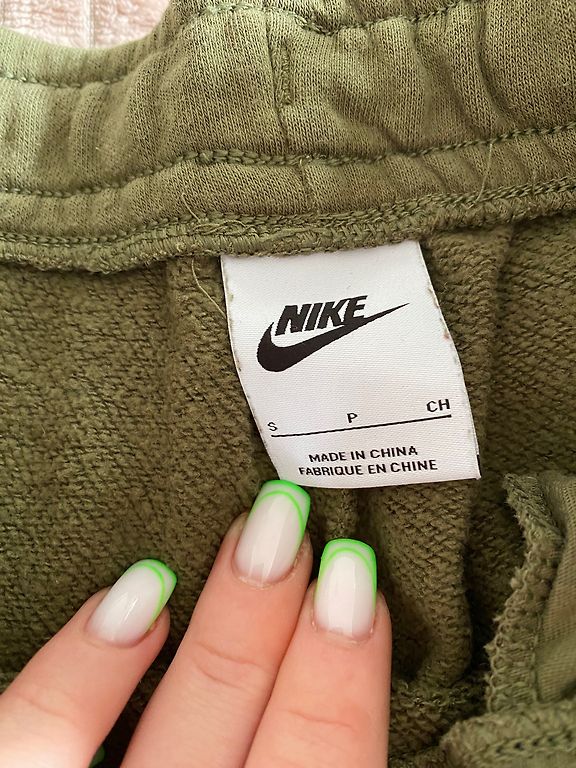 NIKE
S P CH
MADE IN CHINA
FABRIQUE EN CHINE